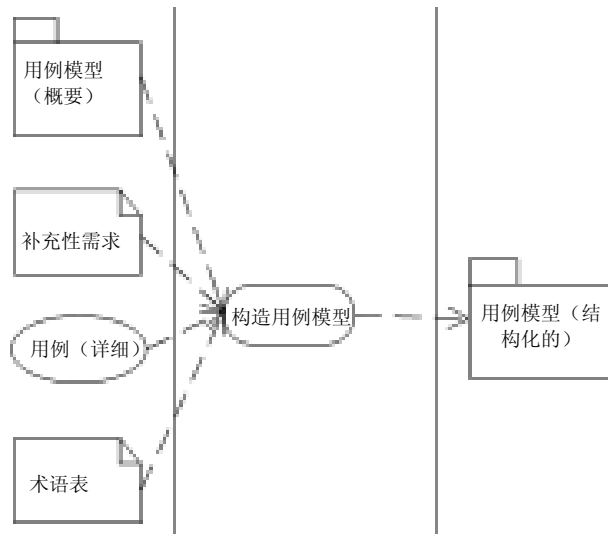 用例模型
（概要）
补充性需求
用例（详细）
术语表
构造用例模型
用例模型（结
构化的）